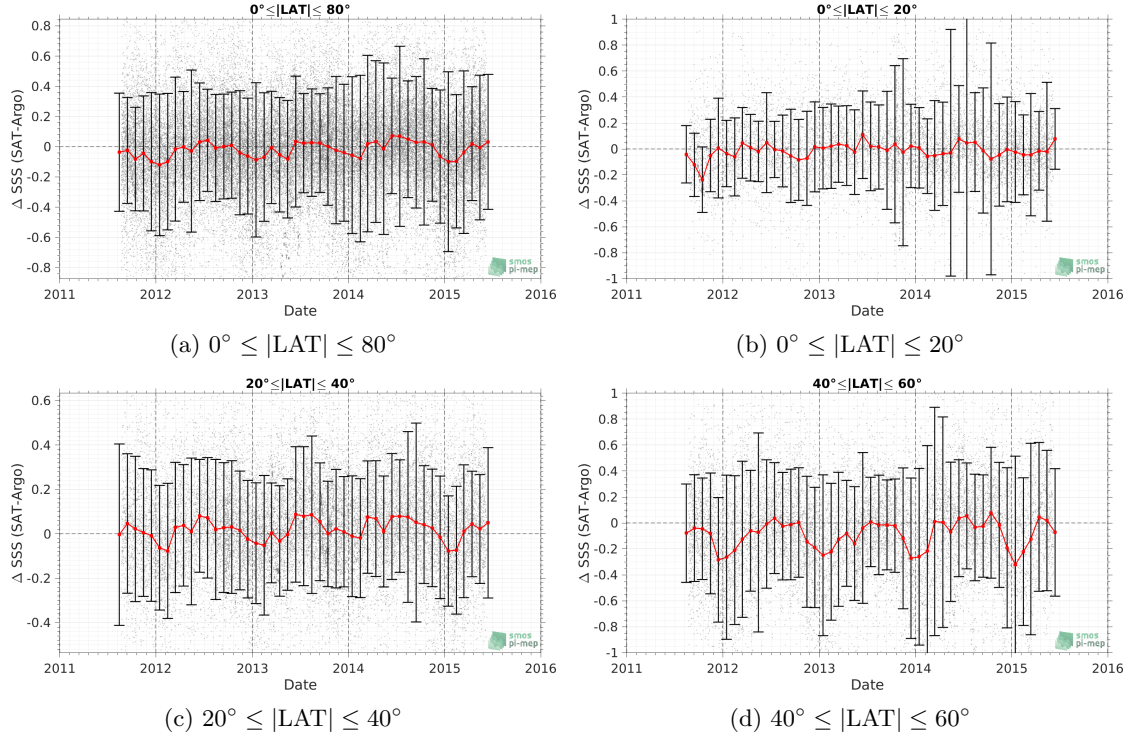 0°≤|LAT|≤ 80°
Δ SSS (SAT-Argo)
0.8
0.6
0.4
0.2
0
-0.2
-0.4
-0.6
-0.8
2011 2012 2013 2014 2015 2016
Date
smos
pi-mep
(a) 0° ≤ |LAT| ≤ 80°
0°≤|LAT|≤ 20°
Δ SSS (SAT-Argo)
1
0.8
0.6
0.4
0.2
0
-0.2
-0.4
-0.6
-0.8
-1
2011 2012 2013 2014 2015 2016
Date
smos
pi-mep
(b) 0° ≤ |LAT| ≤ 20°
20°≤|LAT|≤ 40°
Δ SSS (SAT-Argo)
0.6
0.4
0.2
0
-0.2
-0.4
2011 2012 2013 2014 2015 2016
Date
smos
pi-mep
(c) 20° ≤ |LAT| ≤ 40°
40°≤|LAT|≤ 60°
Δ SSS (SAT-Argo)
1
0.8
0.6
0.4
0.2
0
-0.2
-0.4
-0.6
-0.8
-1
2011 2012 2013 2014 2015 2016
Date
smos
pi-mep
(d) 40° ≤ |LAT| ≤ 60°